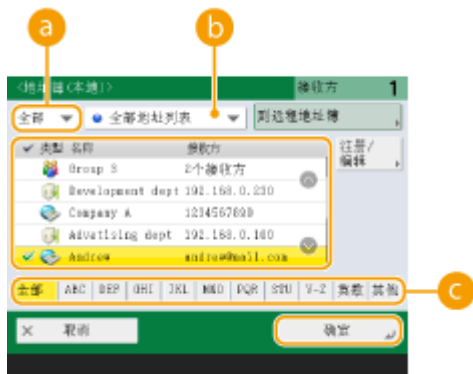 a
b
<地址簿(本地)> 接收方 1
全部 全部地址列表 到远程地址簿
类型 名称 接收方 注册/
编辑
Group 3 2个接收方
Development dept 192.168.0.230
Company A 1234567890
Advatising dept 192.168.0.160
Andrew andrew@mail.com
全部 ABC DEF GHI JKL MNO PQR STU V-Z 其他 c
× 取消 确定